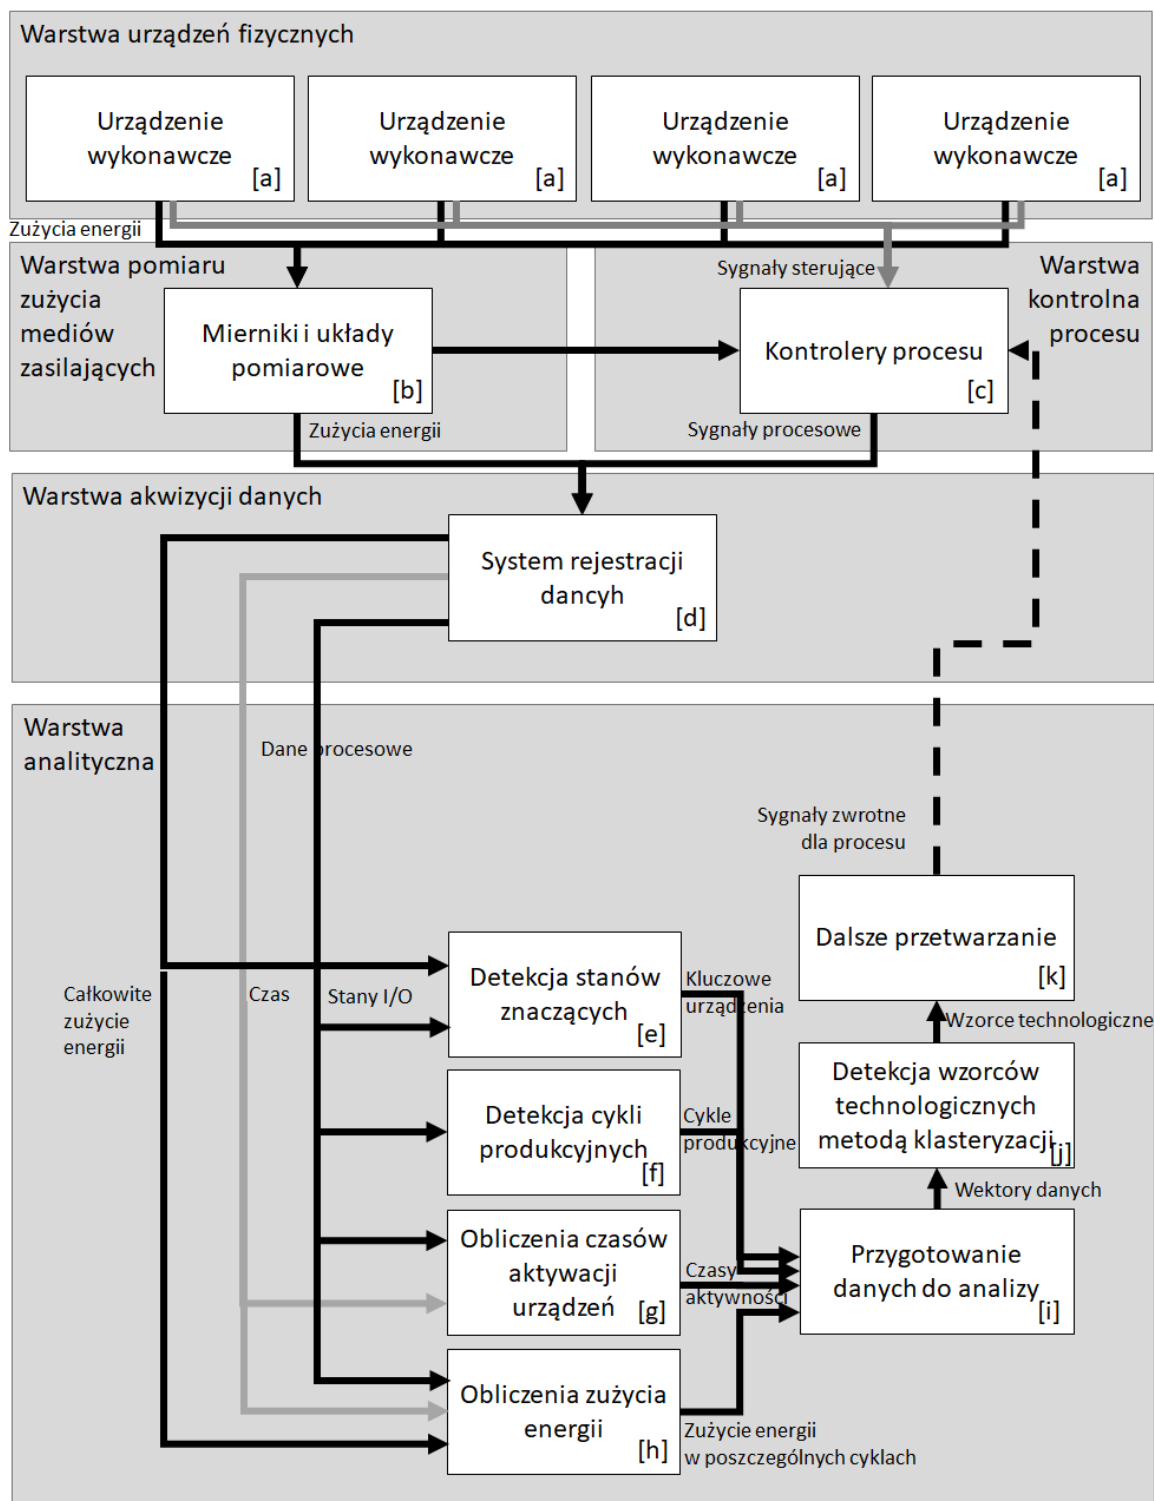 Warstwa urządzeń fizycznych
Urządzenie
wykonawcze
[a]
Urządzenie
wykonawcze
[a]
Urządzenie
wykonawcze
[a]
Urządzenie
wykonawcze
[a]
Zużycia energii
Warstwa pomiaru
zużycia
mediów
zasilających
Mierniki i układy
pomiarowe
[b]
Zużycia energii
Sygnały sterujące
Warstwa
kontrolna
procesu
Kontrolery procesu
[c]
Sygnały procesowe
Warstwa akwizycji danych
System rejestracji
dancyh
[d]
Warstwa
analityczna
Dane procesowe
Sygnały zwrotne
dla procesu
Dalsze przetwarzanie
[k]
Całkowite
zużycie
energii
Czas
Stany I/O
Detekcja stanów
znaczących
[e]
Kluczowe
urządzenia
Wzorce technologiczne
Detekcja wzorców
technologicznych
metodą klasteryzacji
[j]
Detekcja cykli
produkcyjnych
[f]
Cykle
produkcyjne
Wektory danych
Obliczenia czasów
aktywacji
urządzeń
[g]
Czasy
aktywności
Przygotowanie
danych do analizy
[i]
Obliczenia zużycia
energii
[h]
Zużycie energii
w poszczególnych cyklach